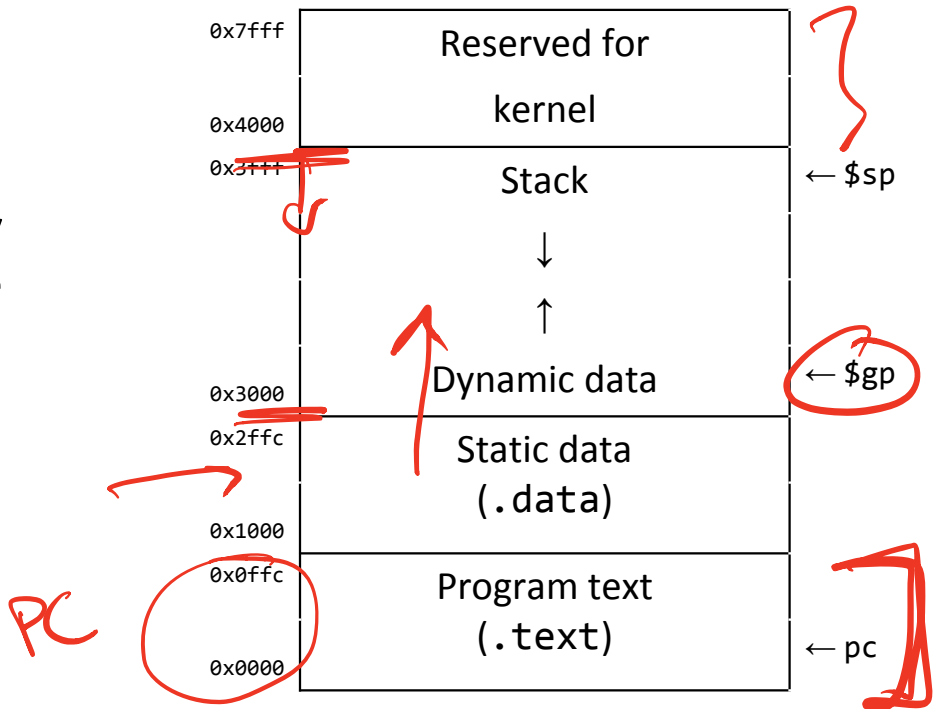 0x7fff
Reserved for
kernel
0x4000
0x3fff
Stack
← $sp
↓
↑
Dynamic data
← $gp
0x3000
0x2ffc
Static data
(.data)
0x1000
0x0ffc
Program text
(.text)
PC
← pc
0x0000